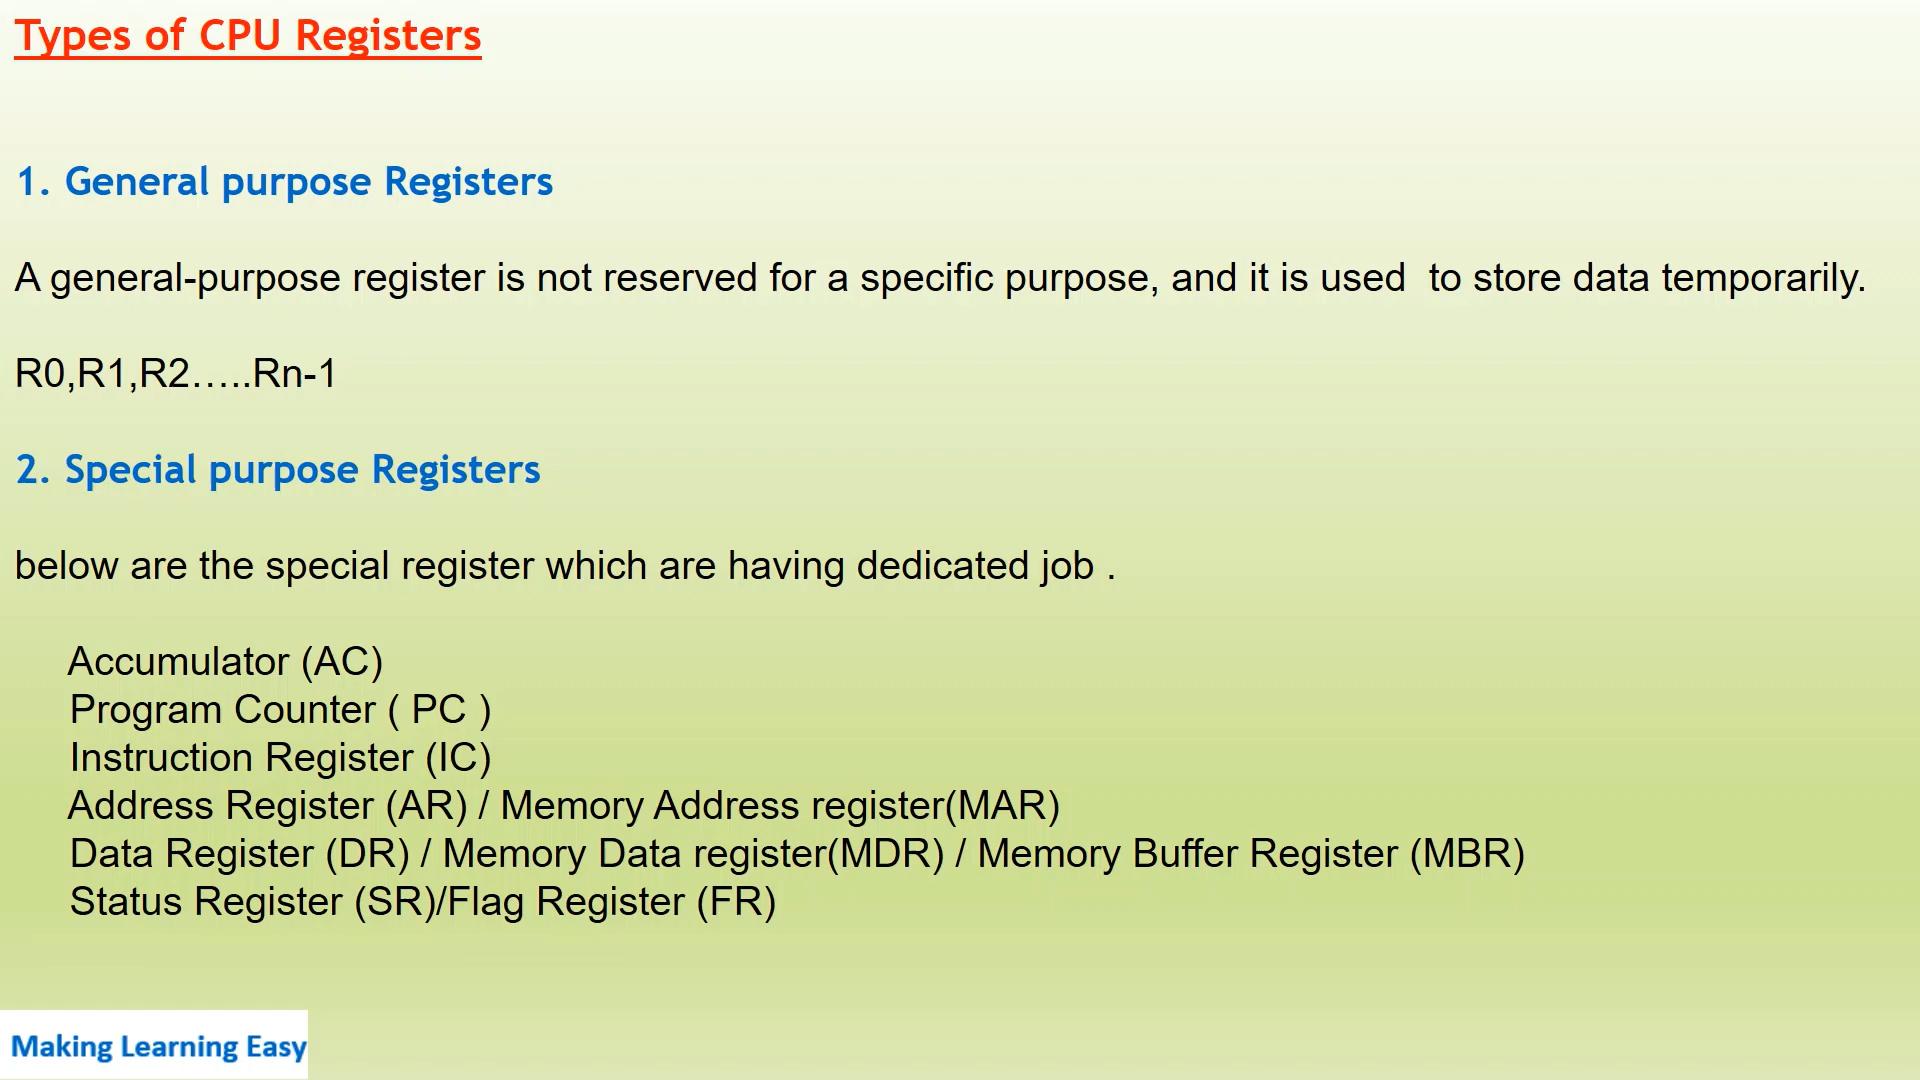 Types of CPU Registers
1. General purpose Registers
A general-purpose register is not reserved for a specific purpose, and it is used  to store data temporarily.
R0,R1,R2…..Rn-1
2. Special purpose Registers
below are the special register which are having dedicated job .
Accumulator (AC)
Program Counter ( PC )
Instruction Register (IC)
Address Register (AR) / Memory Address register(MAR)
Data Register (DR) / Memory Data register(MDR) / Memory Buffer Register (MBR)
Status Register (SR)/Flag Register (FR)
Making Learning Easy